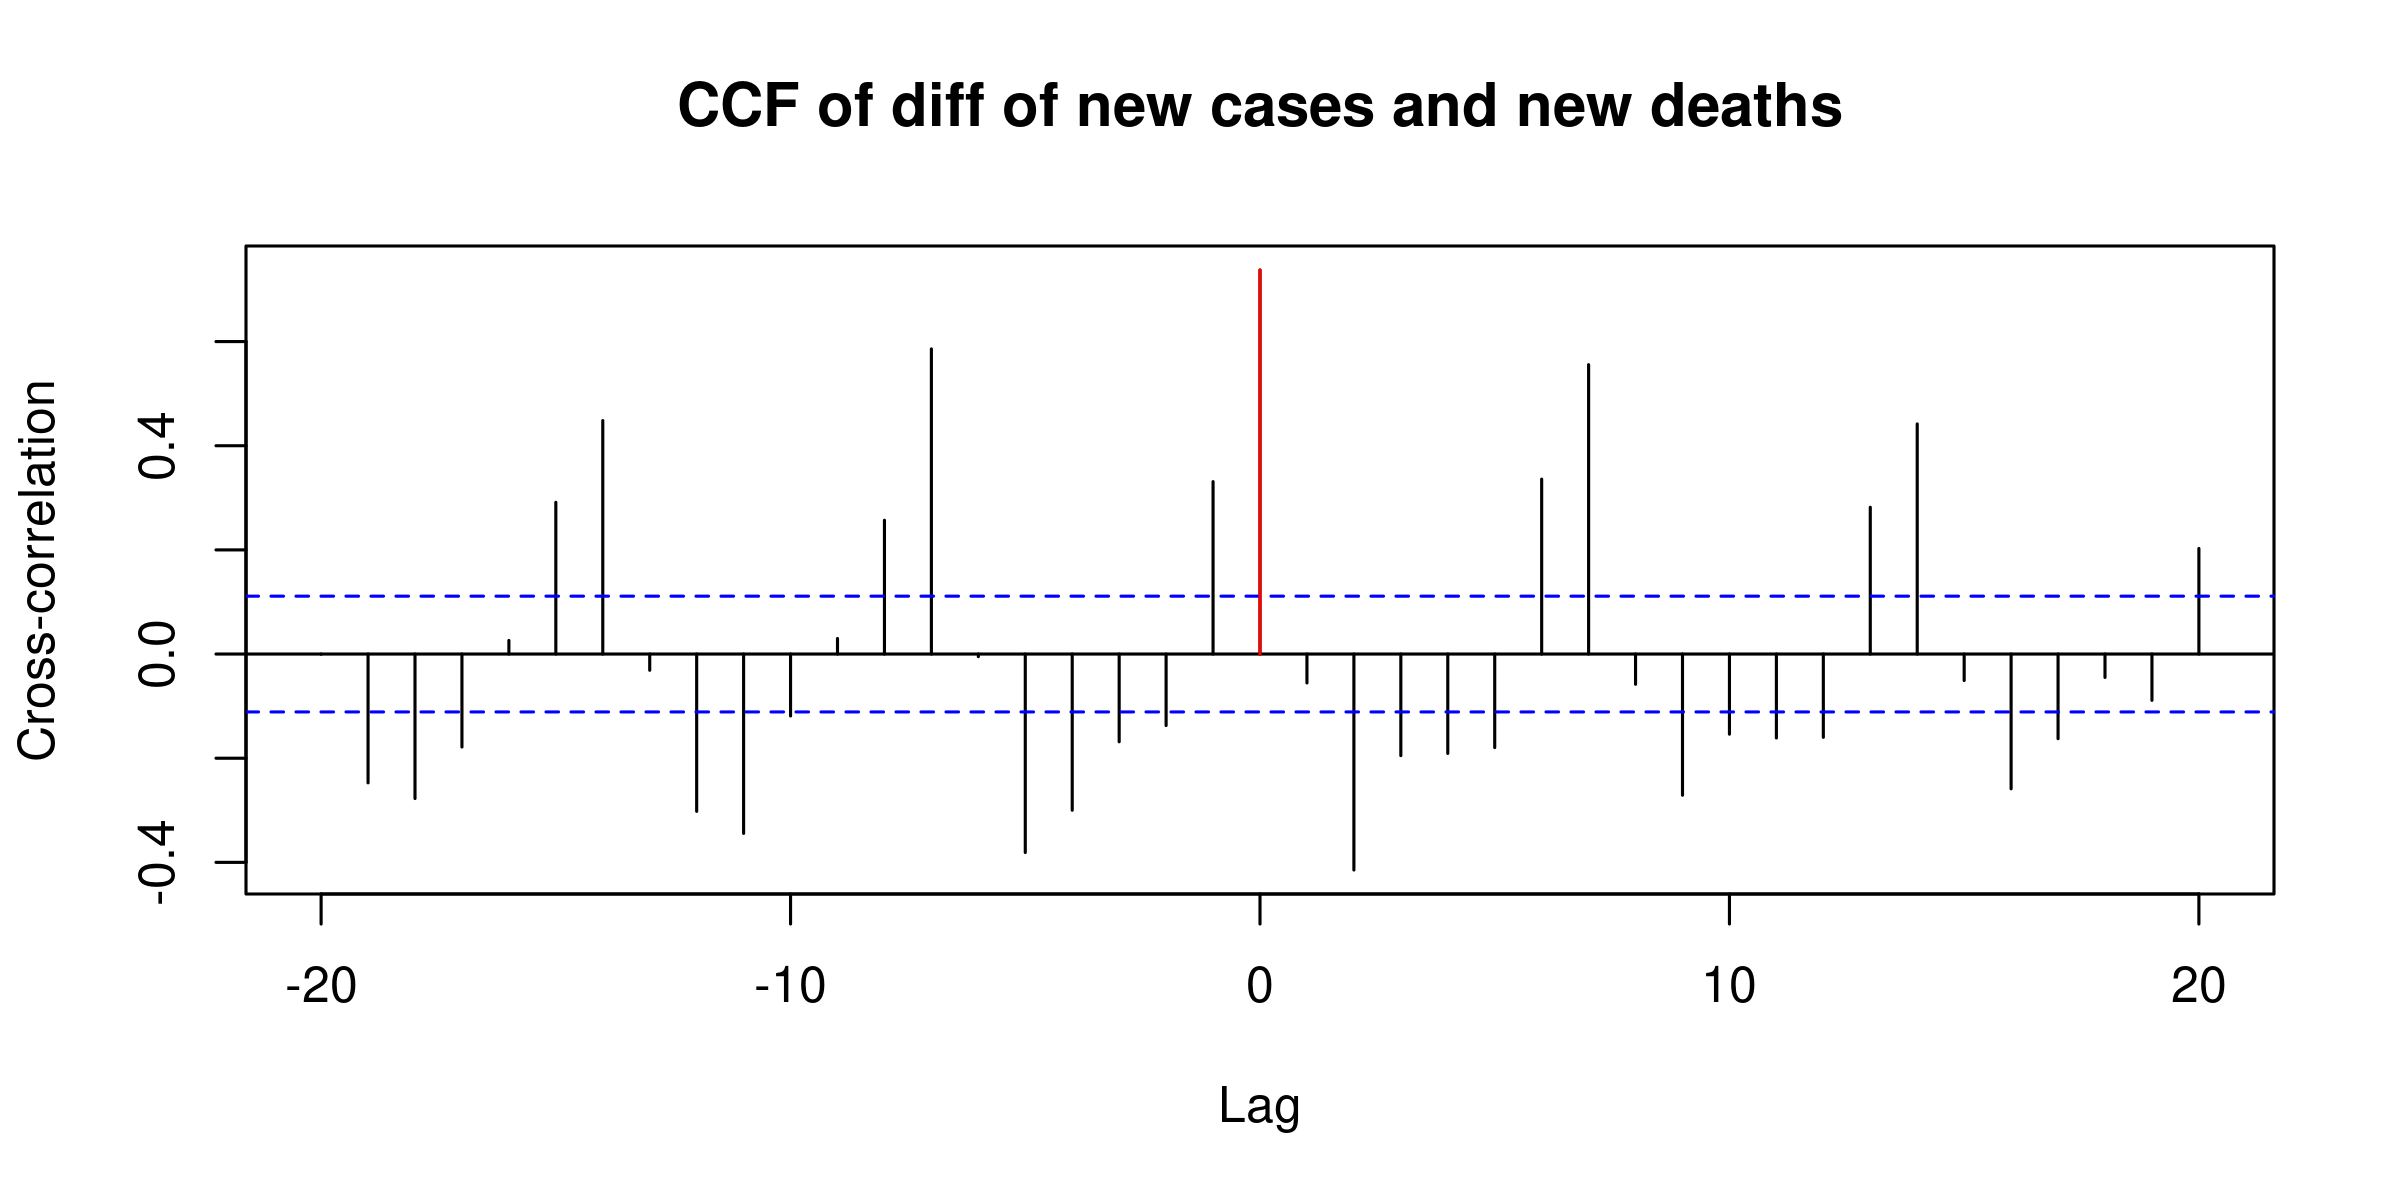 CCF of diff of new cases and new deaths
Cross-correlation
0.4
0.0
-0.4
-20 -10 0 10 20
Lag